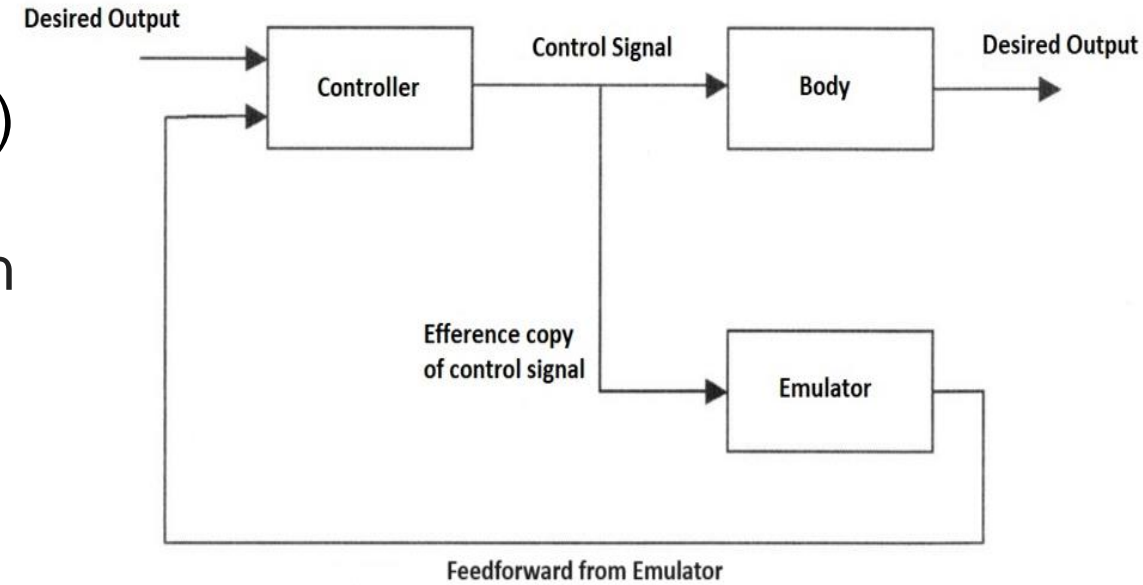 Desired Output
Control Signal
Desired Output
Controller
Body
)
n
Efference copy
of control signal
Emulator
Feedforward from Emulator